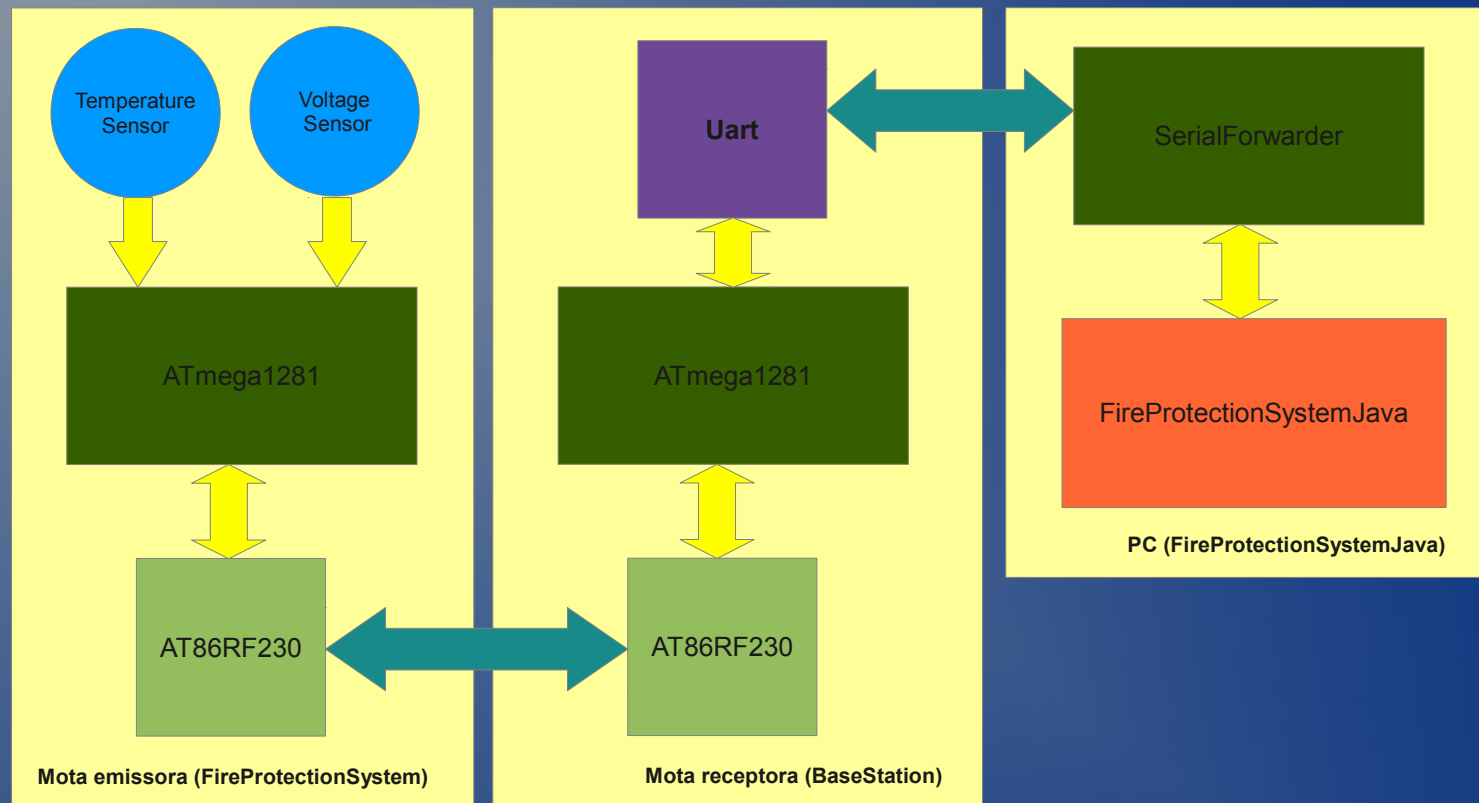 Temperature
Sensor
Voltage
Sensor
ATmega1281
AT86RF230
Mota emissora (FireProtectionSystem)
Uart
ATmega1281
AT86RF230
Mota receptora (BaseStation)
SerialForwarder
FireProtectionSystemJava
PC (FireProtectionSystemJava)